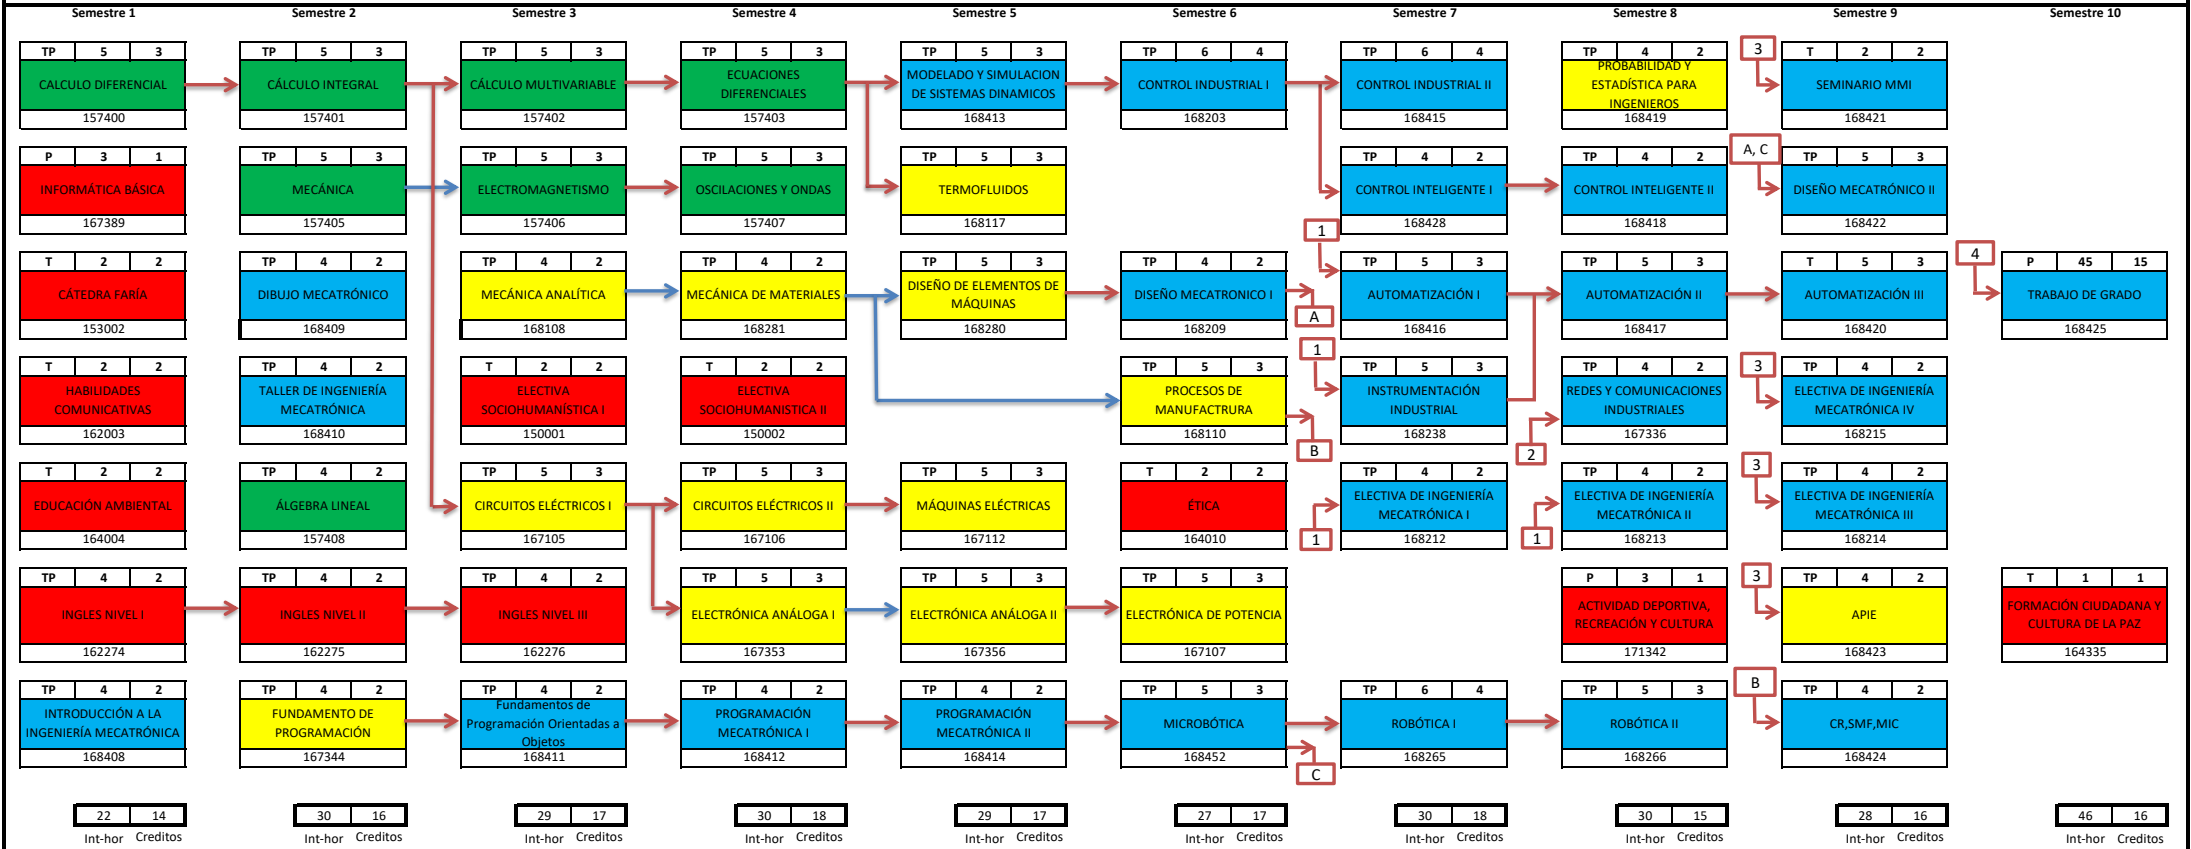 Semestre 1 Semestre 2 Semestre 3 Semestre 4 Semestre 5 Semestre 6 Semestre 7 Semestre 8 Semestre 9 Semestre 10
TP 5 3
CALCULO DIFERENCIAL
157400
TP 5 3
CÁLCULO INTEGRAL
157401
TP 5 3
CÁLCULO MULTIVARIABLE
157402
TP 5 3
ECUACIONES
DIFERENCIALES
157403
TP 5 3
MODELADO Y SIMULACION
DE SISTEMAS DINAMICOS
168413
TP 6 4
CONTROL INDUSTRIAL I
168203
TP 6 4
CONTROL INDUSTRIAL II
168415
TP 4 2
PROBABILIDAD Y
ESTADÍSTICA PARA
INGENIEROS
168419
3
T 2 2
SEMINARIO MMI
168421
P 3 1
INFORMÁTICA BÁSICA
167389
TP 5 3
MECÁNICA
157405
TP 5 3
ELECTROMAGNETISMO
157406
TP 5 3
OSCILACIONES Y ONDAS
157407
TP 5 3
TERMOFLUIDOS
168117
TP 4 2
CONTROL INTELIGENTE I
168428
TP 4 2
CONTROL INTELIGENTE II
168418
A, C
TP 5 3
DISEÑO MECATRÓNICO II
168422
T 2 2
CÁTEDRA FARÍA
153002
TP 4 2
DIBUJO MECATRÓNICO
168409
TP 4 2
MECÁNICA ANALÍTICA
168108
TP 4 2
MECÁNICA DE MATERIALES
168281
TP 5 3
DISEÑO DE ELEMENTOS DE
MÁQUINAS
168280
TP 4 2
DISEÑO MECATRONICO I
168209
A
1
TP 5 3
AUTOMATIZACIÓN I
168416
TP 5 3
AUTOMATIZACIÓN II
168417
T 5 3
AUTOMATIZACIÓN III
168420
4
P 45 15
TRABAJO DE GRADO
168425
T 2 2
HABILIDADES
COMUNICATIVAS
162003
TP 4 2
TALLER DE INGENIERÍA
MECATRÓNICA
168410
T 2 2
ELECTIVA
SOCIOHUMANÍSTICA I
150001
T 2 2
ELECTIVA
SOCIOHUMANISTICA II
150002
TP 5 3
PROCESOS DE
MANUFACTRURA
168110
B
1
TP 5 3
INSTRUMENTACIÓN
INDUSTRIAL
168238
2
TP 4 2
REDES Y COMUNICACIONES
INDUSTRIALES
167336
3
TP 4 2
ELECTIVA DE INGENIERÍA
MECATRÓNICA IV
168215
T 2 2
EDUCACIÓN AMBIENTAL
164004
TP 4 2
ÁLGEBRA LINEAL
157408
TP 5 3
CIRCUITOS ELÉCTRICOS I
167105
TP 5 3
CIRCUITOS ELÉCTRICOS II
167106
TP 5 3
MÁQUINAS ELÉCTRICAS
167112
T 2 2
ÉTICA
164010
1
TP 4 2
ELECTIVA DE INGENIERÍA
MECATRÓNICA I
168212
1
TP 4 2
ELECTIVA DE INGENIERÍA
MECATRÓNICA II
168213
3
TP 4 2
ELECTIVA DE INGENIERÍA
MECATRÓNICA III
168214
TP 4 2
INGLES NIVEL I
162274
TP 4 2
INGLES NIVEL II
162275
TP 4 2
INGLES NIVEL III
162276
TP 5 3
ELECTRÓNICA ANÁLOGA I
167353
TP 5 3
ELECTRÓNICA ANÁLOGA II
167356
TP 5 3
ELECTRÓNICA DE POTENCIA
167107
P 3 1
ACTIVIDAD DEPORTIVA,
RECREACIÓN Y CULTURA
171342
3
TP 4 2
APIE
168423
T 1 1
FORMACIÓN CIUDADANA Y
CULTURA DE LA PAZ
164335
TP 4 2
INTRODUCCIÓN A LA
INGENIERÍA MECATRÓNICA
168408
TP 4 2
FUNDAMENTO DE
PROGRAMACIÓN
167344
TP 4 2
Fundamentos de
Programación Orientadas a
Objetos
168411
TP 4 2
PROGRAMACIÓN
MECATRÓNICA I
168412
TP 4 2
PROGRAMACIÓN
MECATRÓNICA II
168414
TP 5 3
MICROBÓTICA
168452
C
TP 6 4
ROBÓTICA I
168265
TP 5 3
ROBÓTICA II
168266
B
TP 4 2
CR,SMF,MIC
168424
22 14
Int-hor Creditos
30 16
Int-hor Creditos
29 17
Int-hor Creditos
30 18
Int-hor Creditos
29 17
Int-hor Creditos
27 17
Int-hor Creditos
30 18
Int-hor Creditos
30 15
Int-hor Creditos
28 16
Int-hor Creditos
46 16
Int-hor Creditos